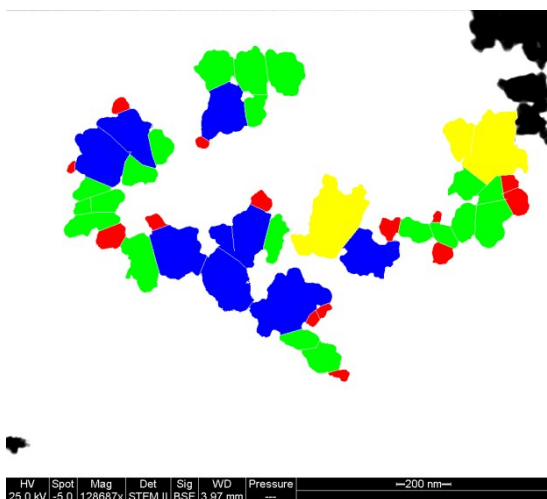 HV Spot Mag Det Sig WD Pressure 200 nm
25.0 kV -5.0 128687x STEM II BSE 3.97 mm ---